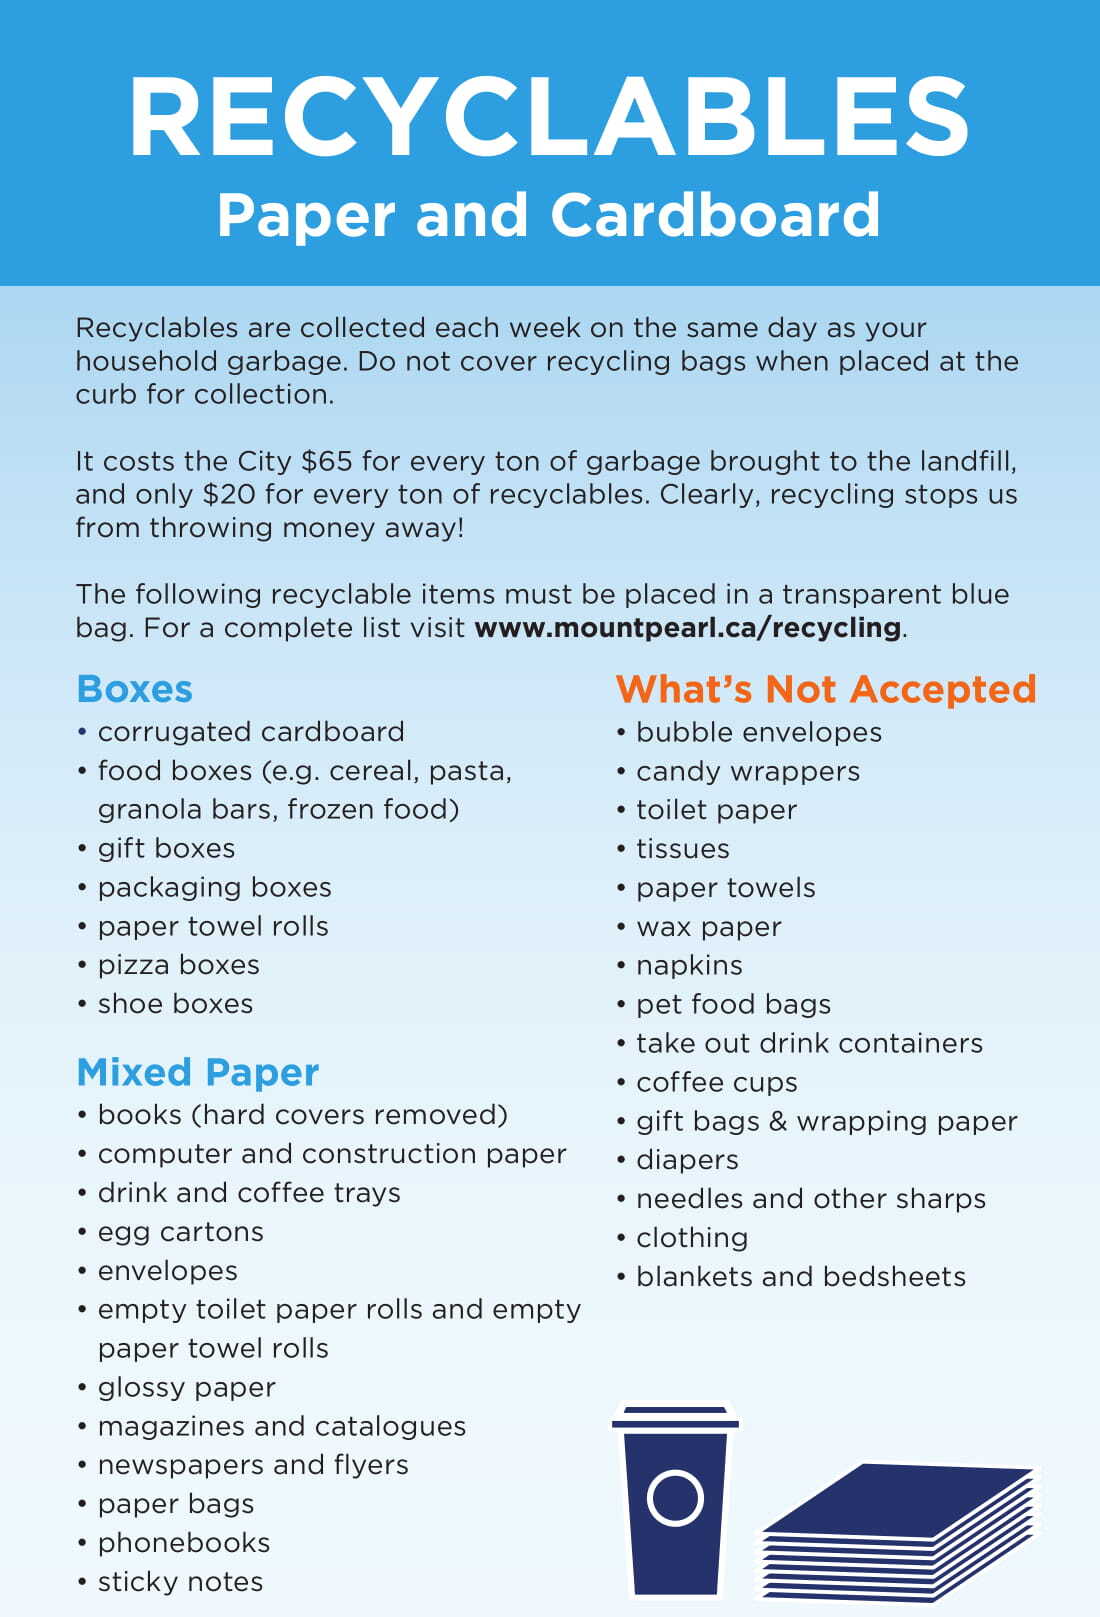 RECYCLABLES
Paper and Cardboard
Recyclables are collected each week on the same day as your
household garbage. Do not cover recycling bags when placed at the
curb for collection.
It costs the City $65 for every ton of garbage brought to the landfill,
and only $20 for every ton of recyclables. Clearly, recycling stops us
from throwing money away!
The following recyclable items must be placed in a transparent blue
bag. For a complete list visit www.mountpearl.ca/recycling.
Boxes
• corrugated cardboard
• food boxes (e.g. cereal, pasta,
granola bars, frozen food)
• gift boxes
• packaging boxes
• paper towel rolls
• pizza boxes
• shoe boxes
Mixed Paper
• books (hard covers removed)
• computer and construction paper
• drink and coffee trays
• egg cartons
• envelopes
• empty toilet paper rolls and empty
paper towel rolls
• glossy paper
• magazines and catalogues
• newspapers and flyers
• paper bags
• phonebooks
• sticky notes
What's Not Accepted
• bubble envelopes
• candy wrappers
• toilet paper
• tissues
• paper towels
• wax paper
• napkins
• pet food bags
• take out drink containers
• coffee cups
• gift bags & wrapping paper
• diapers
• needles and other sharps
• clothing
• blankets and bedsheets